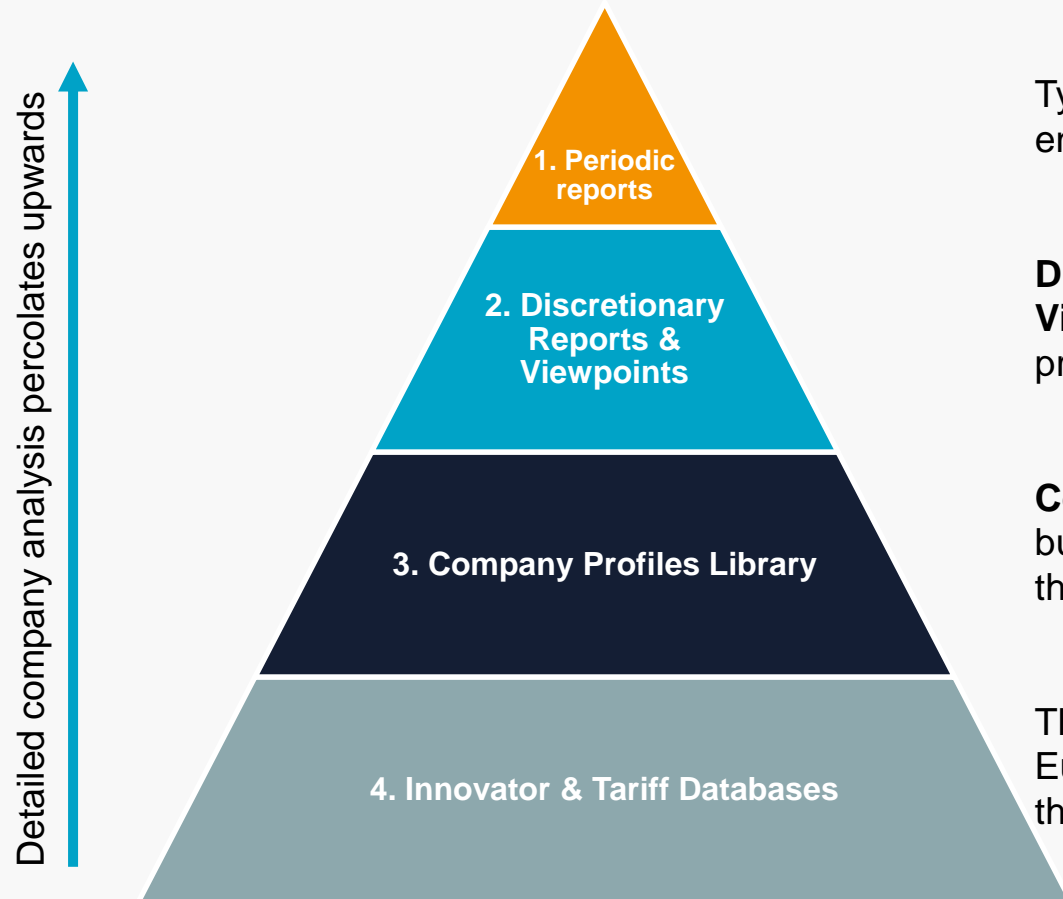 Detailed company analysis percolates upwards
1. Periodic
reports
2. Discretionary
Reports &
Viewpoints
3. Company Profiles Library
4. Innovator & Tariff Databases